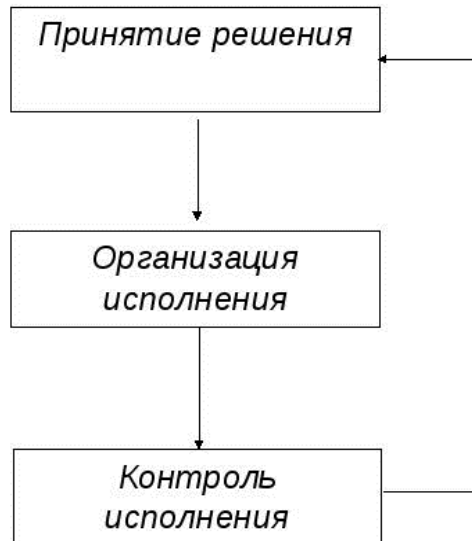 Принятие решения
Организация
исполнения
Контроль
исполнения